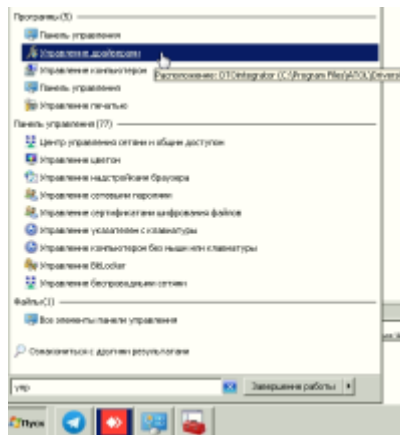 Программы (5)
Панель управления
Управление драйверами
Управление компьютером
Расположение: DTOintegrator (C:\Program Files\ATOL\Drivers
Панель управления
Управление печатью
Панель управления (77)
Центр управления сетями и общим доступом
Управление цветом
Управление надстройками браузера
Управление сетевыми паролями
Управление сертификатами шифрования файлов
Управление указателем с клавиатуры
Управление компьютером без мыши или клавиатуры
Управление BitLocker
Управление беспроводными сетями
Файлы (1)
Все элементы панели управления
Ознакомиться с другими результатами
упр
Завершение работы
Пуск